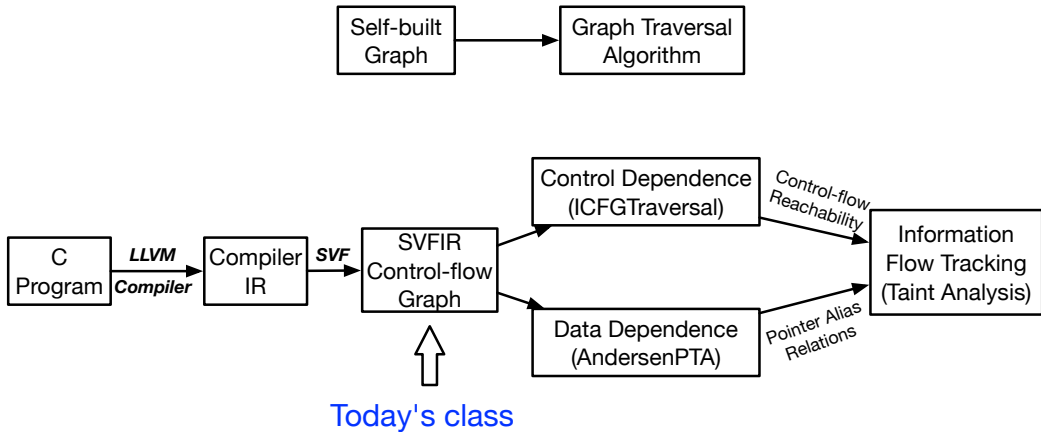 Self-built
Graph
Graph Traversal
Algorithm
C
Program
LLVM
Compiler
Compiler
IR
SVF
SVFIR
Control-flow
Graph
Control Dependence
(ICFGTraversal)
Data Dependence
(AndersenPTA)
Control-flow
Reachability
Pointer Alias
Relations
Information
Flow Tracking
(Taint Analysis)
Today's class